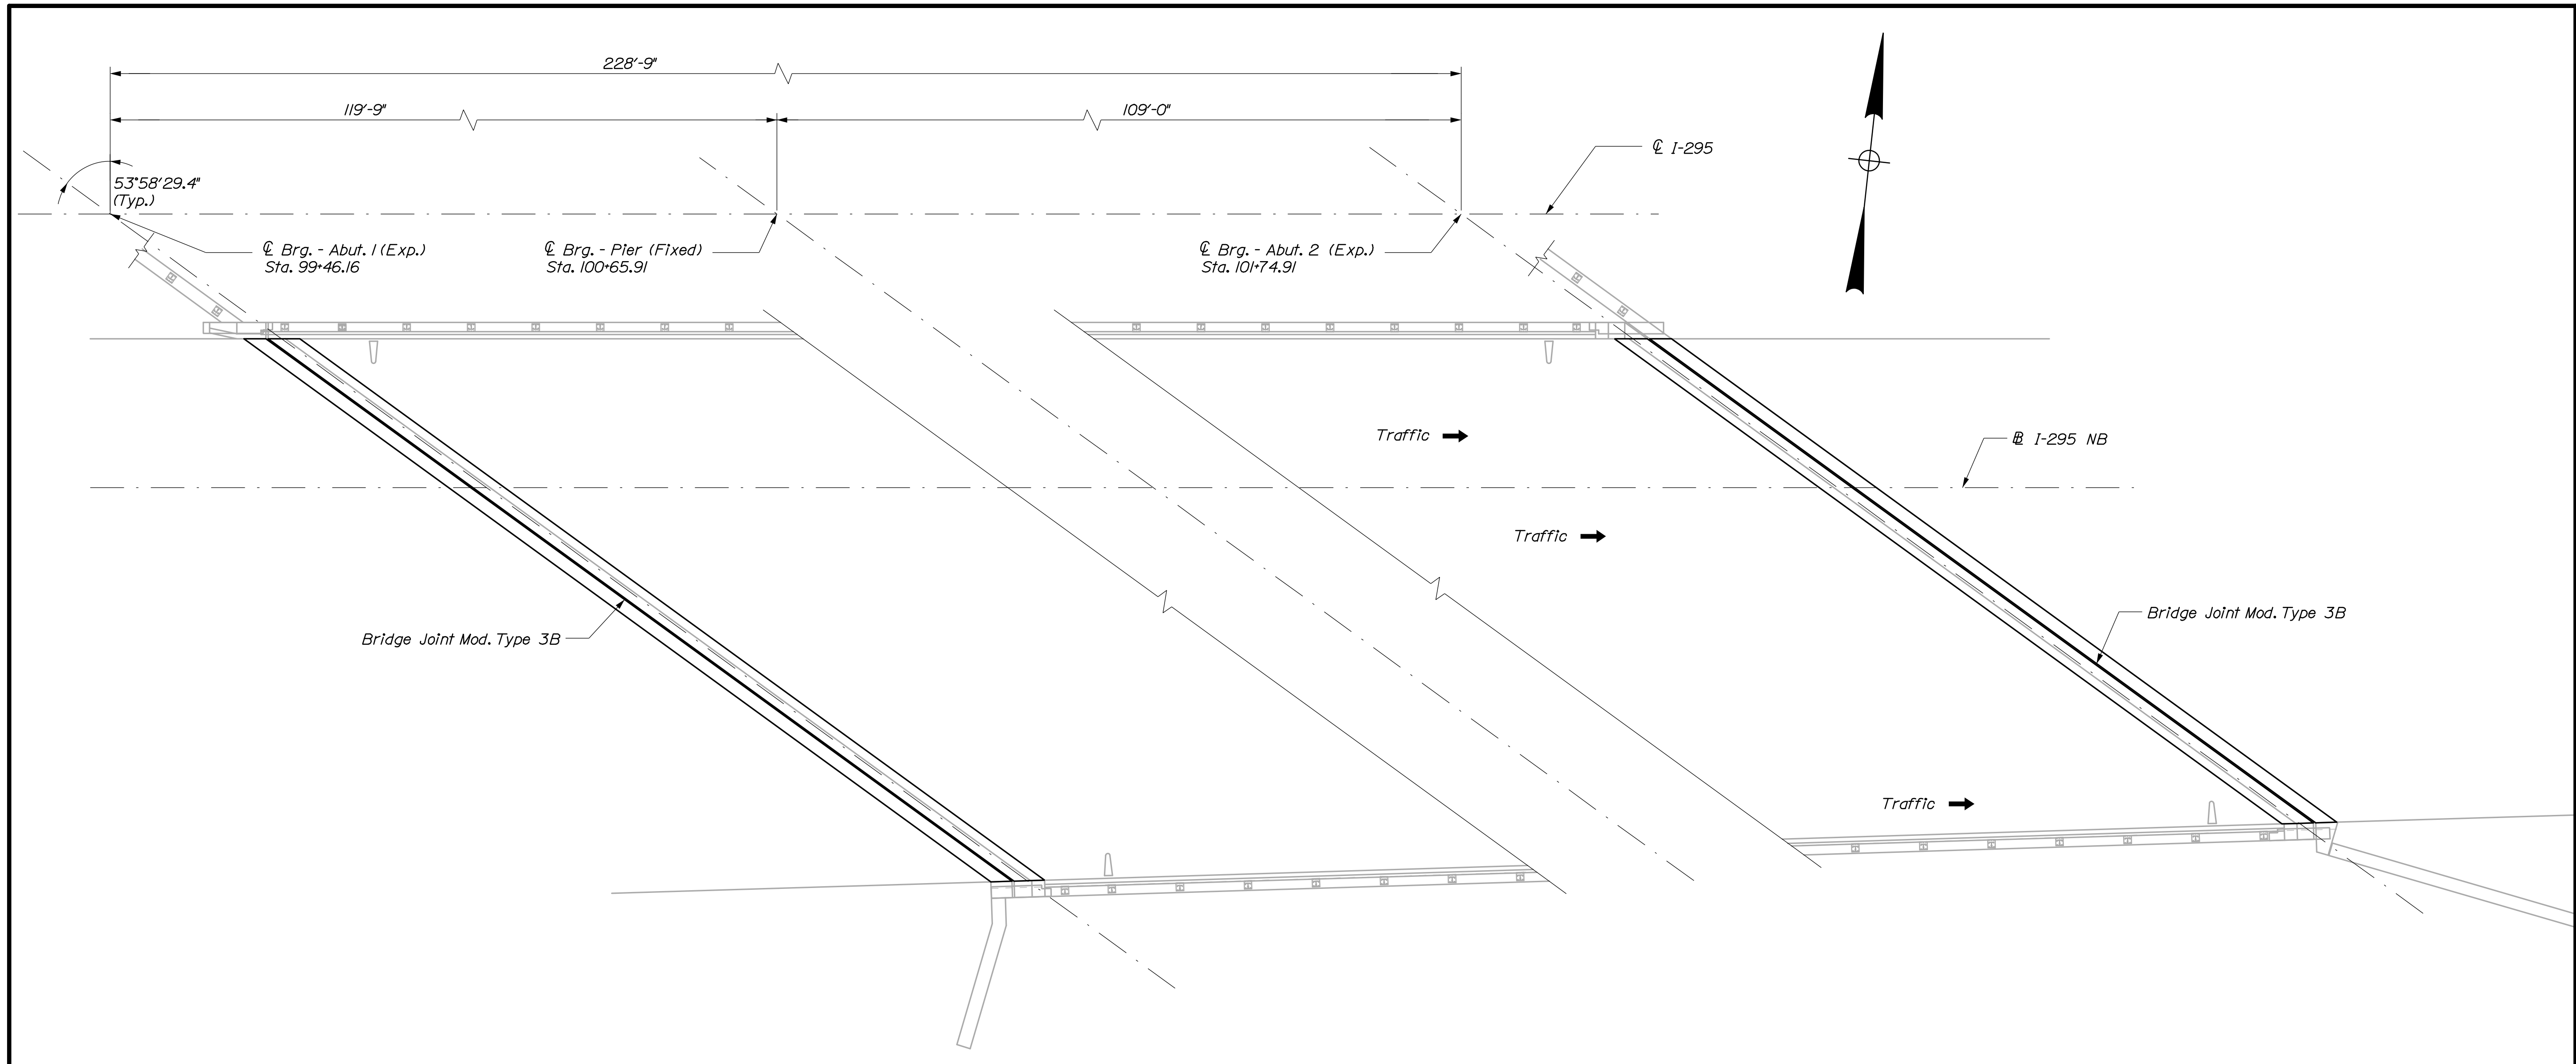 228'-9"
119'-9"
109'-0"
℄ I-295
53°58'29.4"
(Typ.)
℄ Brg. - Abut. 1 (Exp.)
Sta. 99+46.16
℄ Brg. - Pier (Fixed)
Sta. 100+65.91
℄ Brg. - Abut. 2 (Exp.)
Sta. 101+74.91
Traffic
BL I-295 NB
Traffic
Bridge Joint Mod. Type 3B
Bridge Joint Mod. Type 3B
Traffic